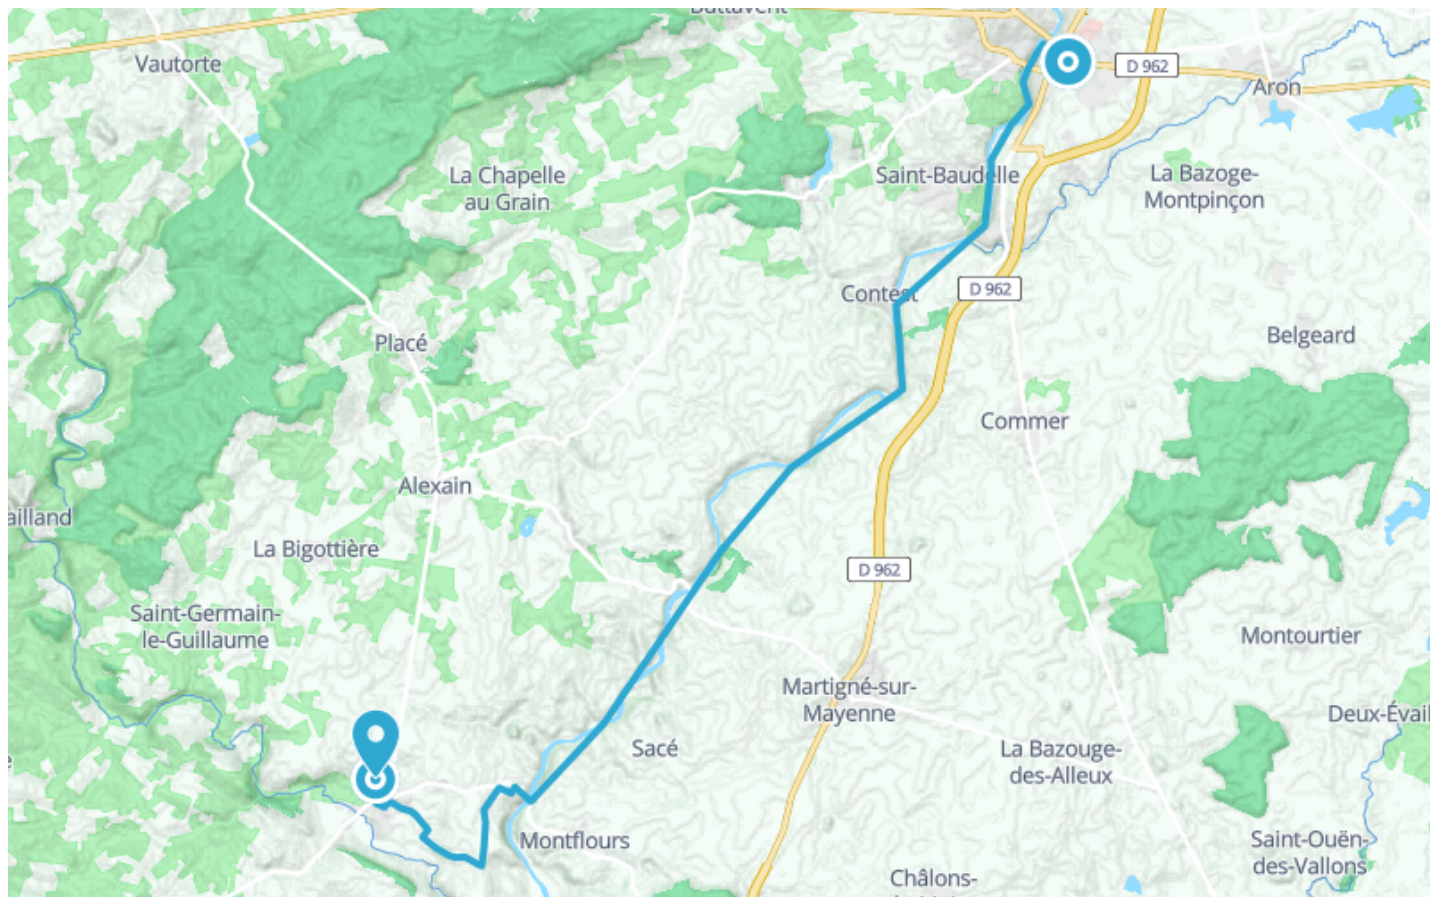 Vautorte
D 962
Aron
La Chapelle
au Grain
Saint-Baudelle
La Bazoge-
Montpinçon
Contest
D 962
Placé
Belgeard
Commer
Alexain
ailland
La Bigottière
D 962
Saint-Germain-
le-Guillaume
Montourtier
Martigné-sur-
Mayenne
Deux-Évail
Sacé
La Bazouge-
des-Alleux
Montflours
Saint-Ouën-
des-Vallons
Châlons-